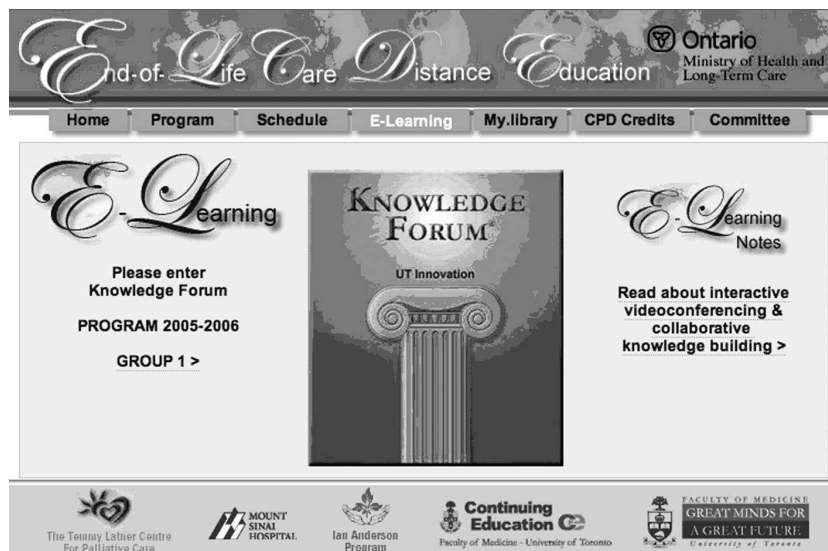 End-of-Life Care Distance Education
Ontario
Ministry of Health and
Long-Term Care
Home Program Schedule E-Learning My.library CPD Credits Committee
E-Learning
Please enter
Knowledge Forum
PROGRAM 2005-2006
GROUP 1 >
KNOWLEDGE
FORUM
UT Innovation
E-Learning
Notes
Read about interactive
videoconferencing &
collaborative
knowledge building >
The Temmy Latner Centre
For Palliative Care
MOUNT
SINAI
HOSPITAL
Ian Anderson
Program
Continuing
Education CE
Faculty of Medicine - University of Toronto
FACULTY OF MEDICINE
GREAT MINDS FOR
A GREAT FUTURE
University of Toronto